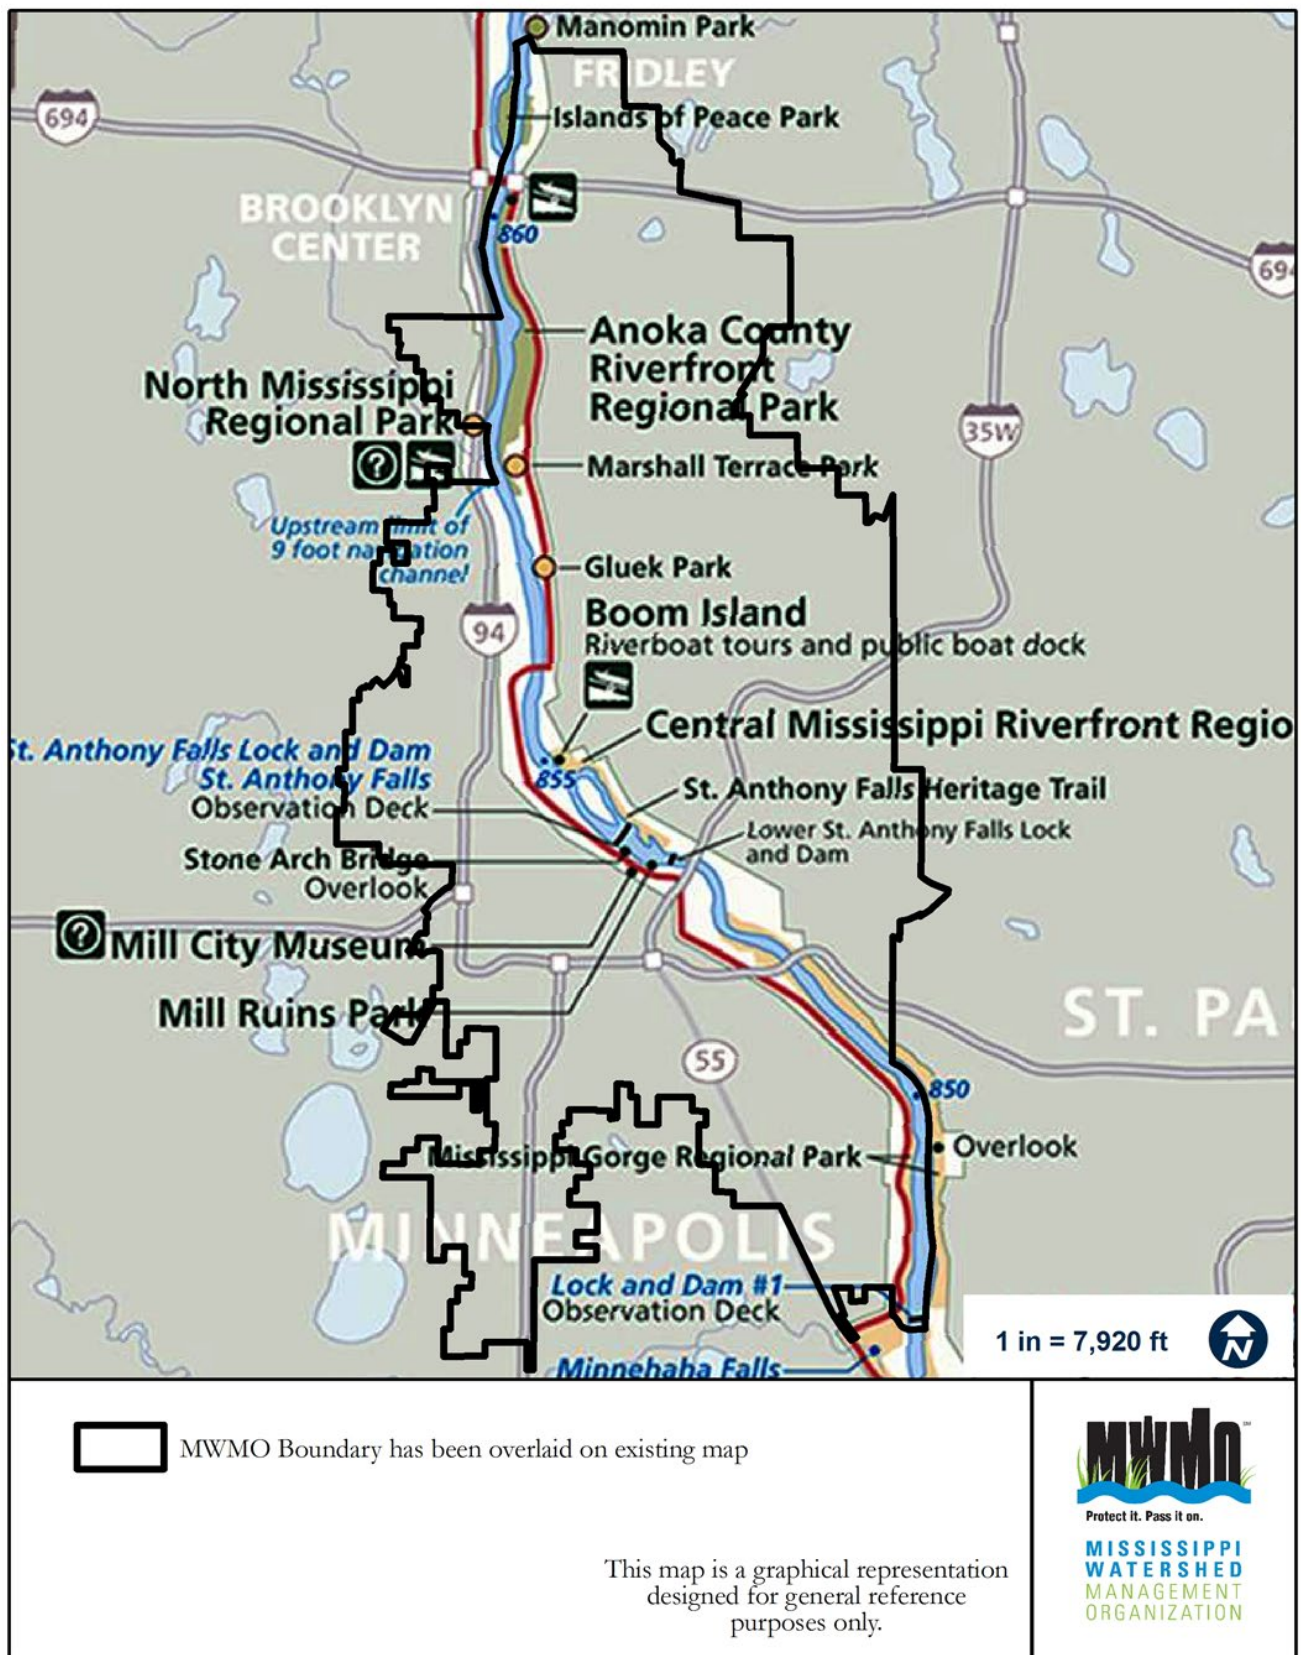 Manomin Park
FRIDLEY
694
Islands of Peace Park
BROOKLYN
CENTER
860
694
Anoka County
Riverfront
Regional Park
North Mississippi
Regional Park
35W
Marshall Terrace Park
Upstream limit of
9 foot navigation
channel
Gluek Park
Boom Island
Riverboat tours and public boat dock
94
Central Mississippi Riverfront Regio
St. Anthony Falls Lock and Dam
St. Anthony Falls
Observation Deck
855
St. Anthony Falls Heritage Trail
Lower St. Anthony Falls Lock
and Dam
Stone Arch Bridge
Overlook
?
Mill City Museum
Mill Ruins Park
ST. PA
55
850
Mississippi Gorge Regional Park
Overlook
MINNEAPOLIS
Lock and Dam #1
Observation Deck
Minnehaha Falls
1 in = 7,920 ft
N
MWMO Boundary has been overlaid on existing map
This map is a graphical representation
designed for general reference
purposes only.
MWMO SM
Protect it. Pass it on.
MISSISSIPPI
WATERSHED
MANAGEMENT
ORGANIZATION